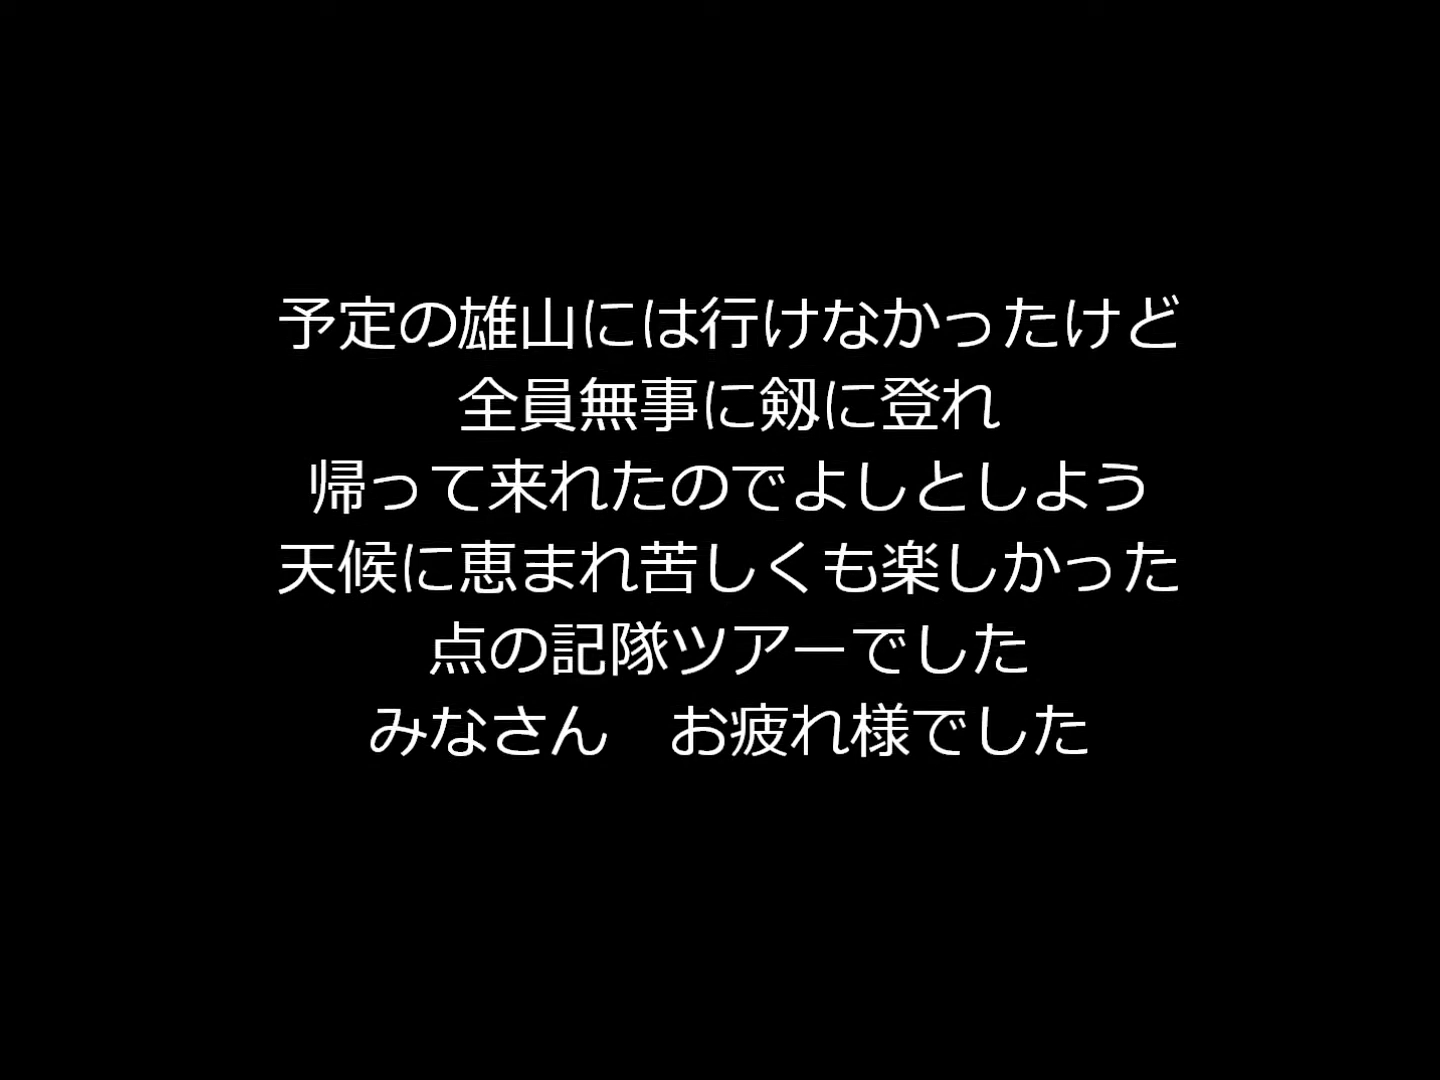 予定の雄山には行けなかったけど
全員無事に剱に登れ
帰って来れたのでよしとしよう
天候に恵まれ苦しくも楽しかった
点の記隊ツアーでした
みなさん　お疲れ様でした